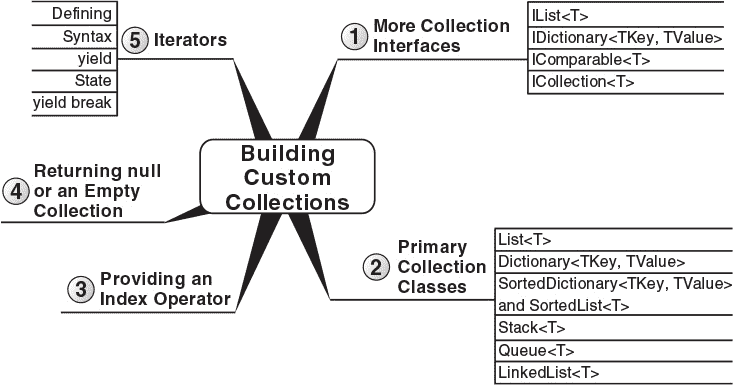 Building
Custom
Collections
1 More Collection
Interfaces
IList<T>
IDictionary<TKey, TValue>
IComparable<T>
ICollection<T>
2 Primary
Collection
Classes
List<T>
Dictionary<TKey, TValue>
SortedDictionary<TKey, TValue>
and SortedList<T>
Stack<T>
Queue<T>
LinkedList<T>
3 Providing an
Index Operator
4 Returning null
or an Empty
Collection
5 Iterators
Defining
Syntax
yield
State
yield break